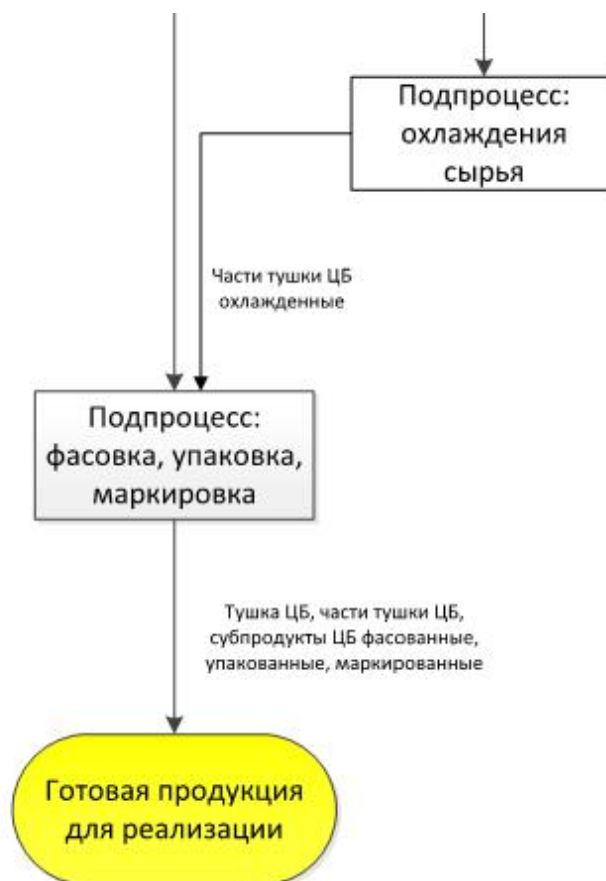 Подпроцесс:
охлаждения
сырья
Части тушки ЦБ
охлажденные
Подпроцесс:
фасовка, упаковка,
маркировка
Тушка ЦБ, части тушки ЦБ,
субпродукты ЦБ фасованные,
упакованные, маркированные
Готовая продукция
для реализации